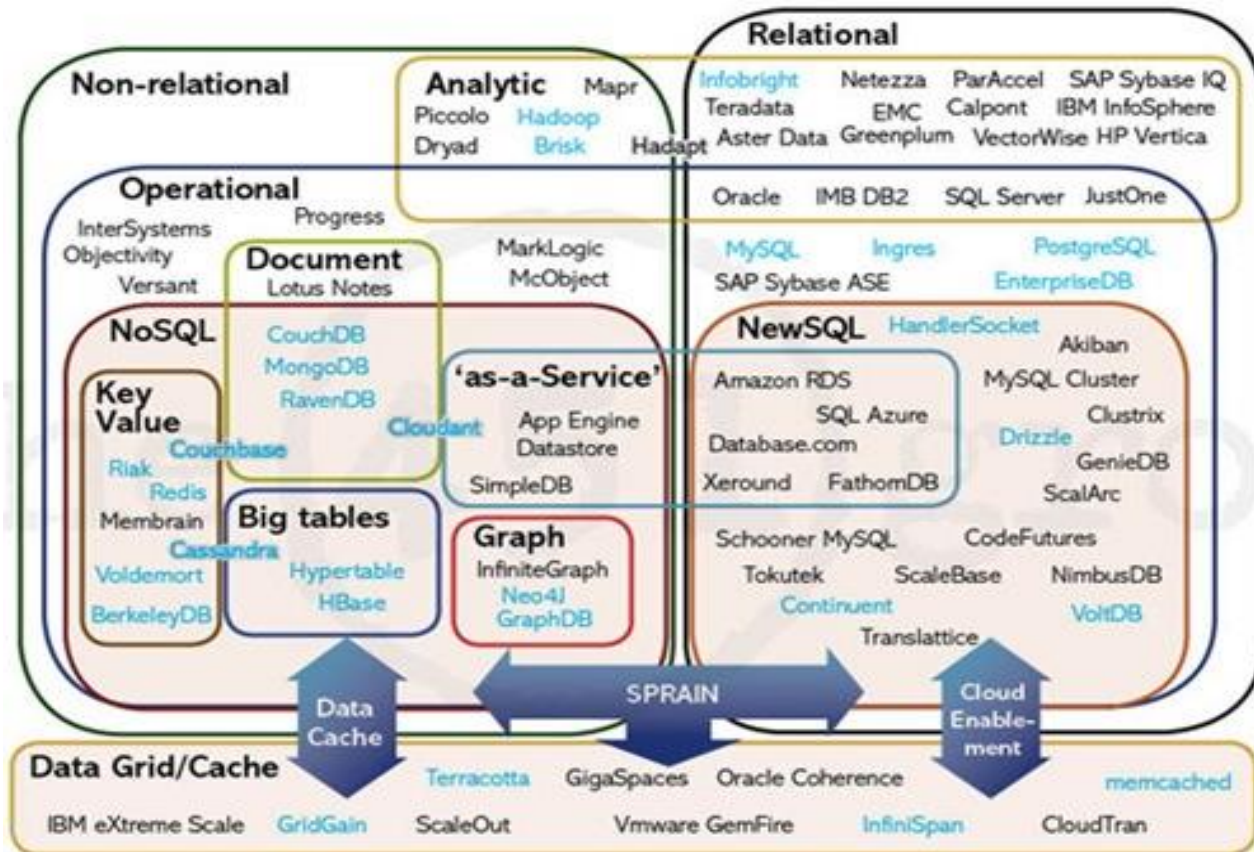 Relational
Non-relational
Analytic
Mapr
Piccolo
Hadoop
Dryad
Brisk
Hadapt
Infobright
Netezza
ParAccel
SAP Sybase IQ
Teradata
EMC
Greenplum
Calpont
IBM InfoSphere
Aster Data
VectorWise
HP Vertica
Oracle
IMB DB2
SQL Server
JustOne
Operational
InterSystems
Progress
Objectivity
Versant
MarkLogic
McObject
MySQL
Ingres
PostgreSQL
SAP Sybase ASE
EnterpriseDB
Document
Lotus Notes
NoSQL
CouchDB
MongoDB
RavenDB
Key
Value
Couchbase
Cloudant
Riak
Redis
Membrain
Cassandra
Voldemort
BerkeleyDB
Big tables
Hypertable
HBase
'as-a-Service'
App Engine
Datastore
SimpleDB
Graph
InfiniteGraph
Neo4J
GraphDB
NewSQL
HandlerSocket
Akiban
Amazon RDS
MySQL Cluster
SQL Azure
Clustrix
Database.com
Drizzle
GenieDB
Xeround
FathomDB
ScalArc
Schooner MySQL
CodeFutures
Tokutek
ScaleBase
NimbusDB
Continuent
VoltDB
Translattice
Data
Cache
SPRAIN
Cloud
Enable-
ment
Data Grid/Cache
Terracotta
GigaSpaces
Oracle Coherence
memcached
IBM eXtreme Scale
GridGain
ScaleOut
Vmware GemFire
InfiniSpan
CloudTran